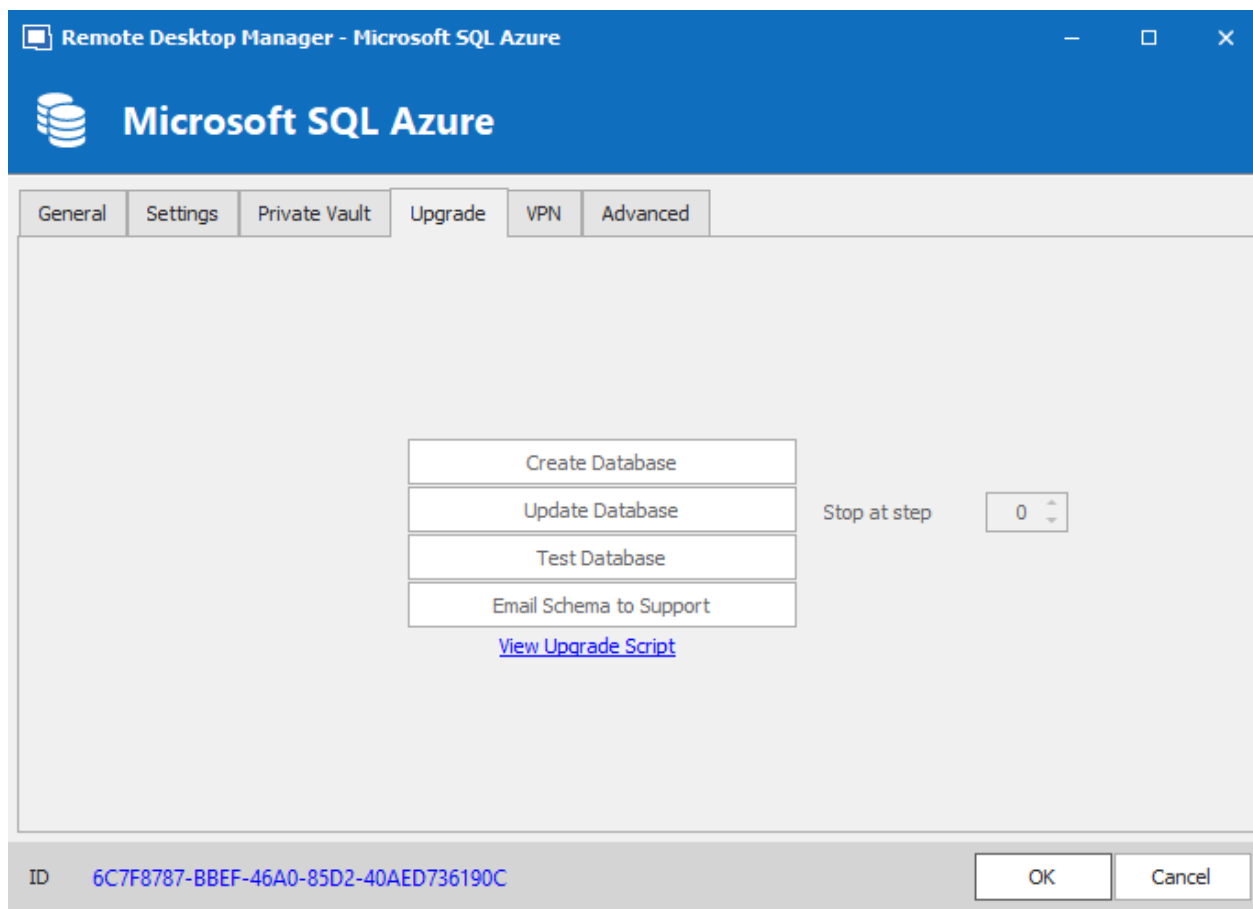 Remote Desktop Manager - Microsoft SQL Azure
Microsoft SQL Azure
General Settings Private Vault Upgrade VPN Advanced
Create Database
Update Database Stop at step 0
Test Database
Email Schema to Support
View Upgrade Script
ID 6C7F8787-BBEF-46A0-85D2-40AED736190C OK Cancel